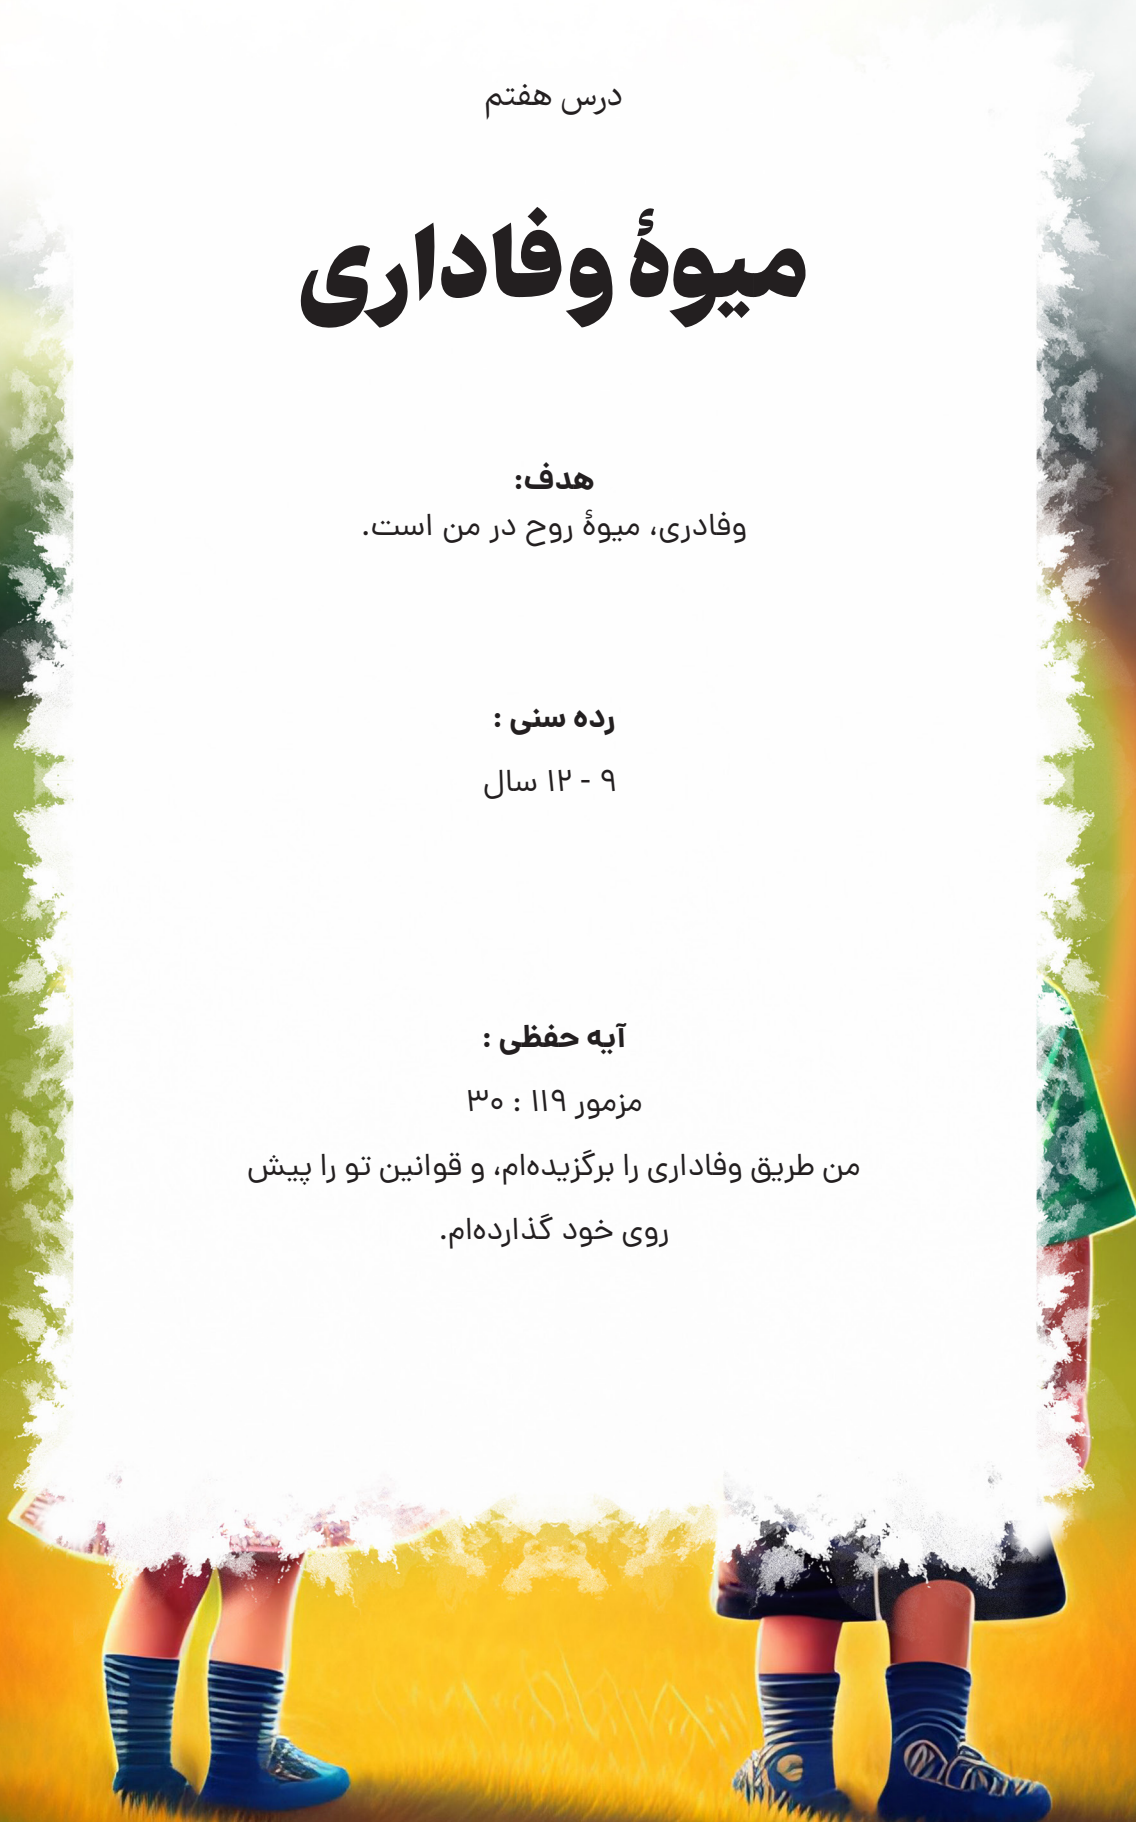 درس هفتم
میوهٔ وفاداری
هدف:
وفادری، میوهٔ روح در من است.
رده سنی :
۹ - ۱۲ سال
آیه حفظی :
مزمور ۱۱۹ : ۳۰
من طریق وفاداری را برگزیده‌ام، و قوانین تو را پیش
روی خود گذارده‌ام.